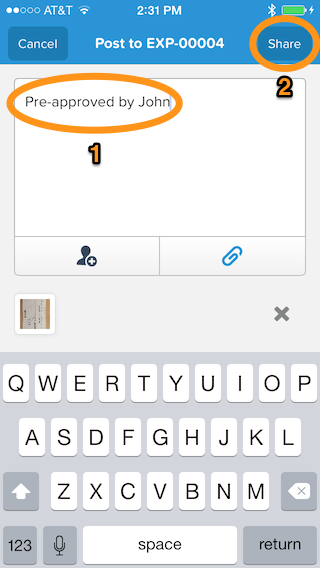 AT&T 2:31 PM
Cancel Post to EXP-00004 Share
2
Pre-approved by John
1
Q W E R T Y U I O P
A S D F G H J K L
Z X C V B N M
123 space return